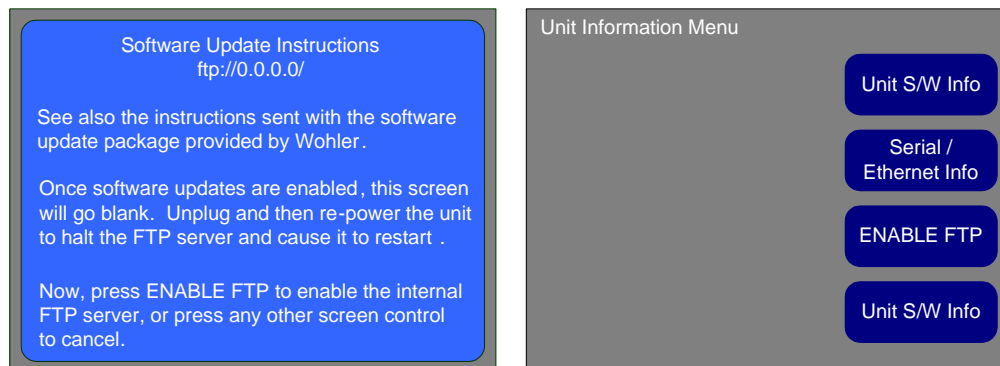 Software Update Instructions
ftp://0.0.0.0/
See also the instructions sent with the software
update package provided by Wohler.
Once software updates are enabled, this screen
will go blank. Unplug and then re-power the unit
to halt the FTP server and cause it to restart .
Now, press ENABLE FTP to enable the internal
FTP server, or press any other screen control
to cancel.
Unit Information Menu
Unit S/W Info
Serial /
Ethernet Info
ENABLE FTP
Unit S/W Info